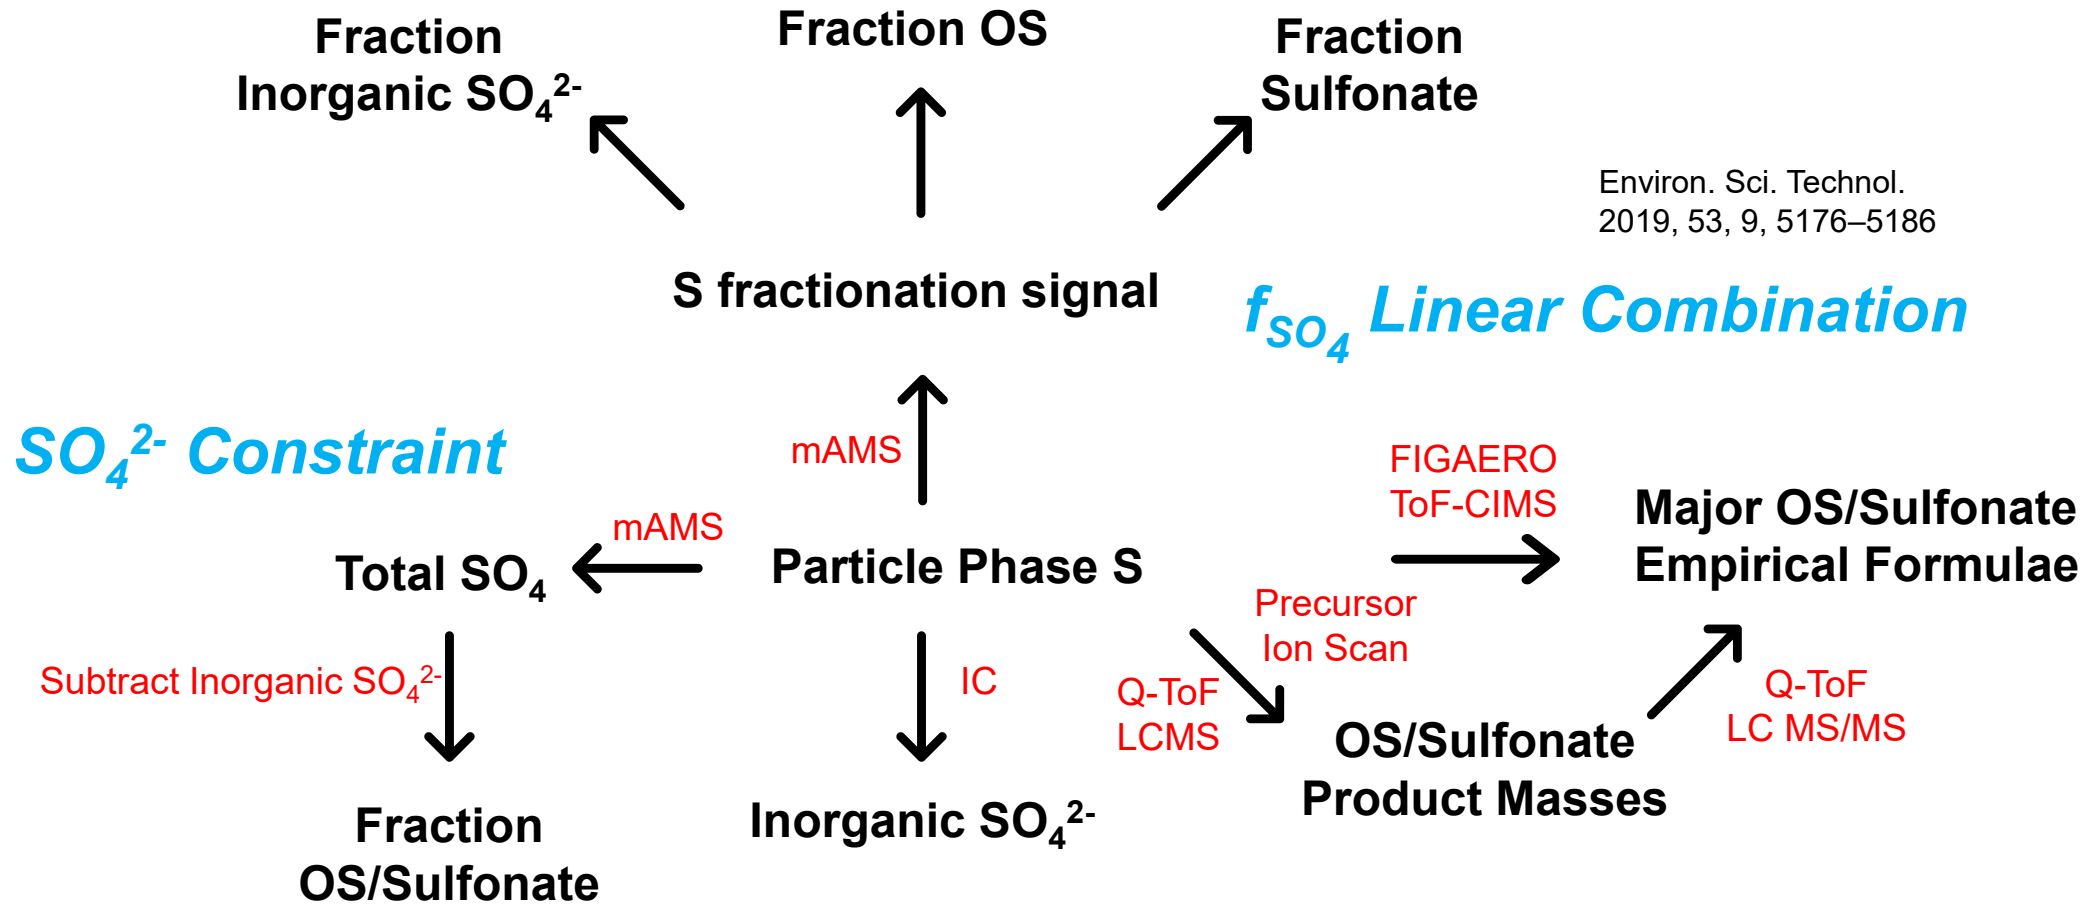 Fraction
Inorganic SO₄²⁻
Fraction OS
Fraction
Sulfonate
Environ. Sci. Technol.
2019, 53, 9, 5176–5186
S fractionation signal
f_SO₄ Linear Combination
SO₄²⁻ Constraint
mAMS
FIGAERO
ToF-CIMS
Major OS/Sulfonate
Empirical Formulae
mAMS
Total SO₄
Particle Phase S
Precursor
Ion Scan
Subtract Inorganic SO₄²⁻
IC
Q-ToF
LCMS
Q-ToF
LC MS/MS
OS/Sulfonate
Product Masses
Fraction
OS/Sulfonate
Inorganic SO₄²⁻